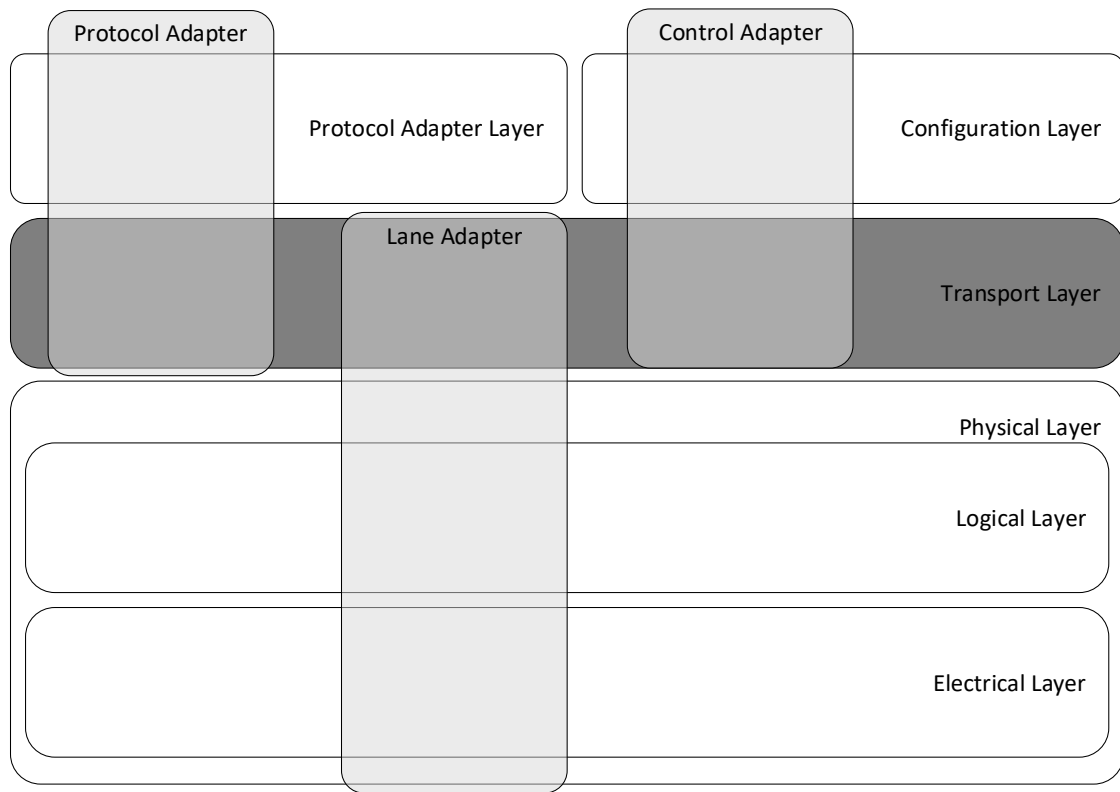 Protocol Adapter
Control Adapter
Protocol Adapter Layer
Configuration Layer
Lane Adapter
Transport Layer
Physical Layer
Logical Layer
Electrical Layer